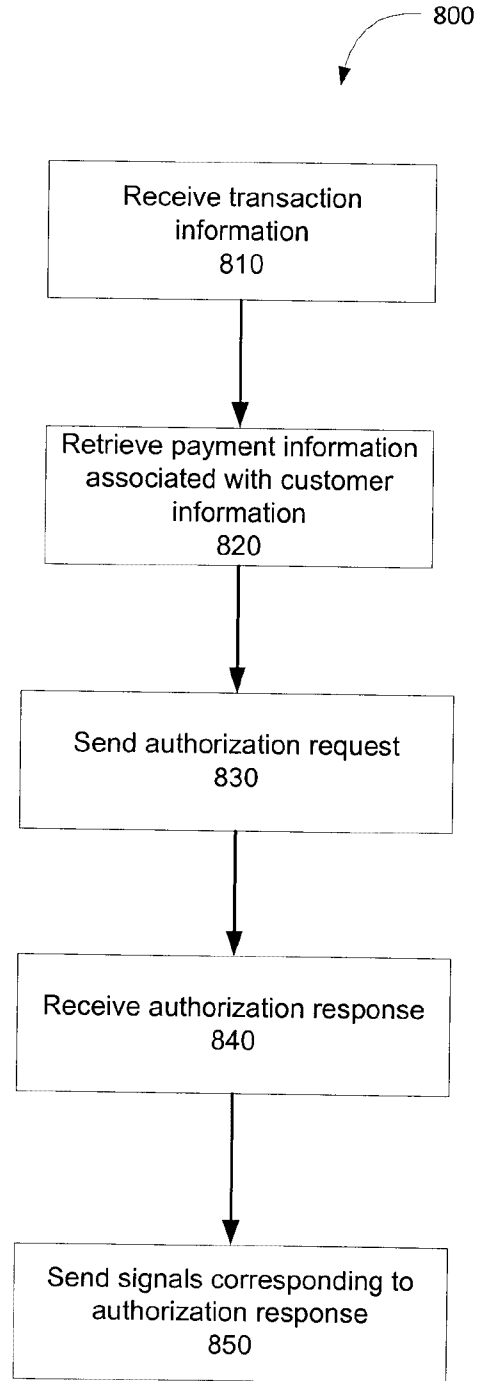 800
Receive transaction
information
810
Retrieve payment information
associated with customer
information
820
Send authorization request
830
Receive authorization response
840
Send signals corresponding to
authorization response
850